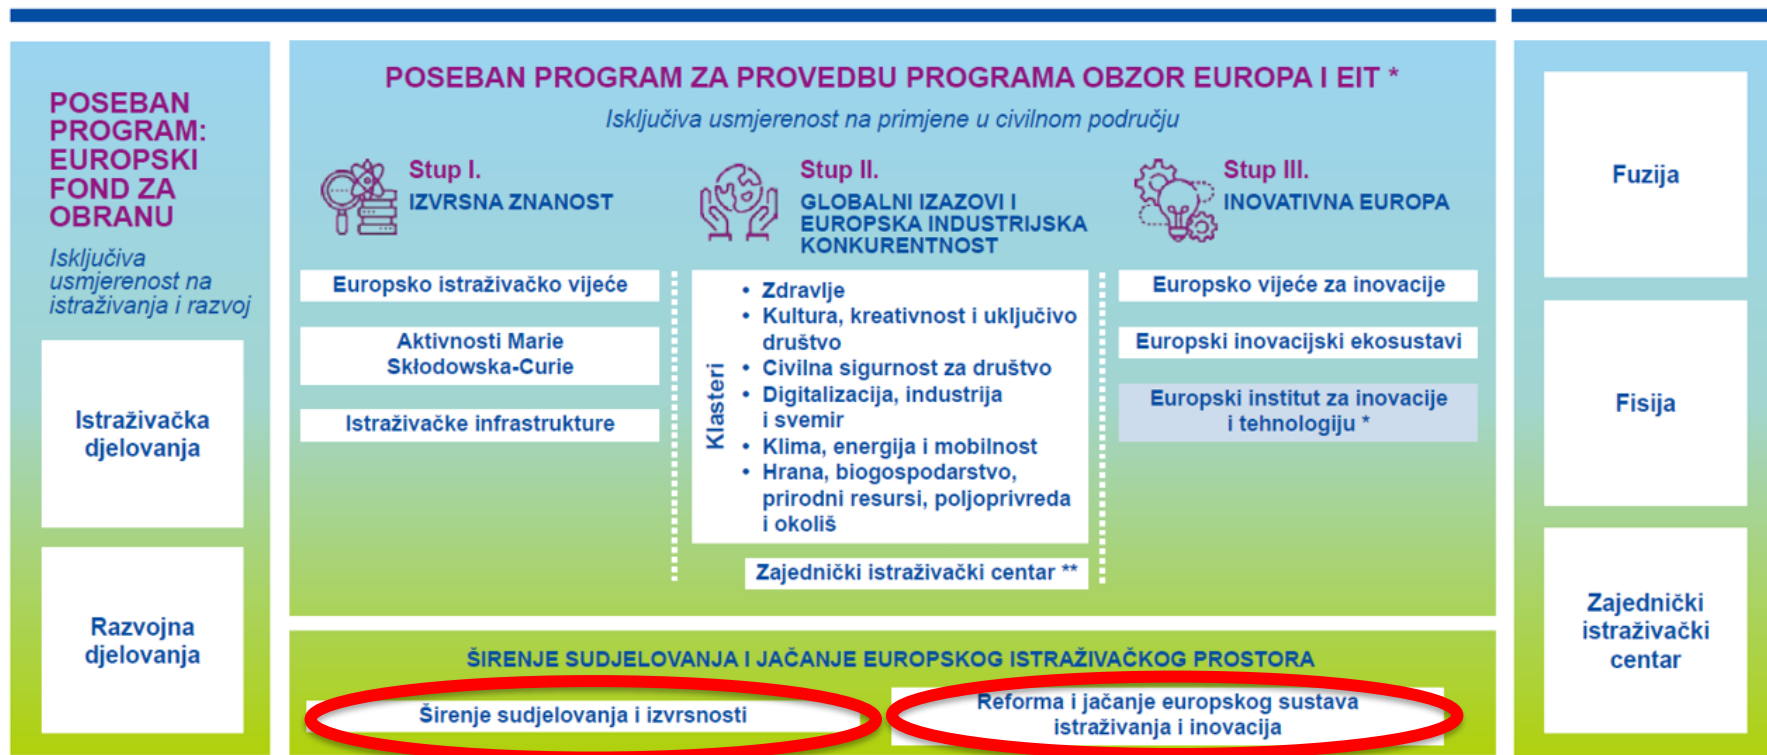 POSEBAN
PROGRAM:
EUROPSKI
FOND ZA
OBRANU
Isključiva
usmjerenost na
istraživanja i razvoj
Istraživačka
djelovanja
Razvojna
djelovanja
POSEBAN PROGRAM ZA PROVEDBU PROGRAMA OBZOR EUROPA I EIT *
Isključiva usmjerenost na primjene u civilnom području
Stup I.
IZVRSNA ZNANOST
Europsko istraživačko vijeće
Aktivnosti Marie
Skłodowska-Curie
Istraživačke infrastrukture
Stup II.
GLOBALNI IZAZOVI I
EUROPSKA INDUSTRIJSKA
KONKURENTNOST
Klasteri
• Zdravlje
• Kultura, kreativnost i uključivo
društvo
• Civilna sigurnost za društvo
• Digitalizacija, industrija
i svemir
• Klima, energija i mobilnost
• Hrana, biogospodarstvo,
prirodni resursi, poljoprivreda
i okoliš
Zajednički istraživački centar **
Stup III.
INOVATIVNA EUROPA
Europsko vijeće za inovacije
Europski inovacijski ekosustavi
Europski institut za inovacije
i tehnologiju *
ŠIRENJE SUDJELOVANJA I JAČANJE EUROPSKOG ISTRAŽIVAČKOG PROSTORA
Širenje sudjelovanja i izvrsnosti
Reforma i jačanje europskog sustava
istraživanja i inovacija
Fuzija
Fisija
Zajednički
istraživački
centar